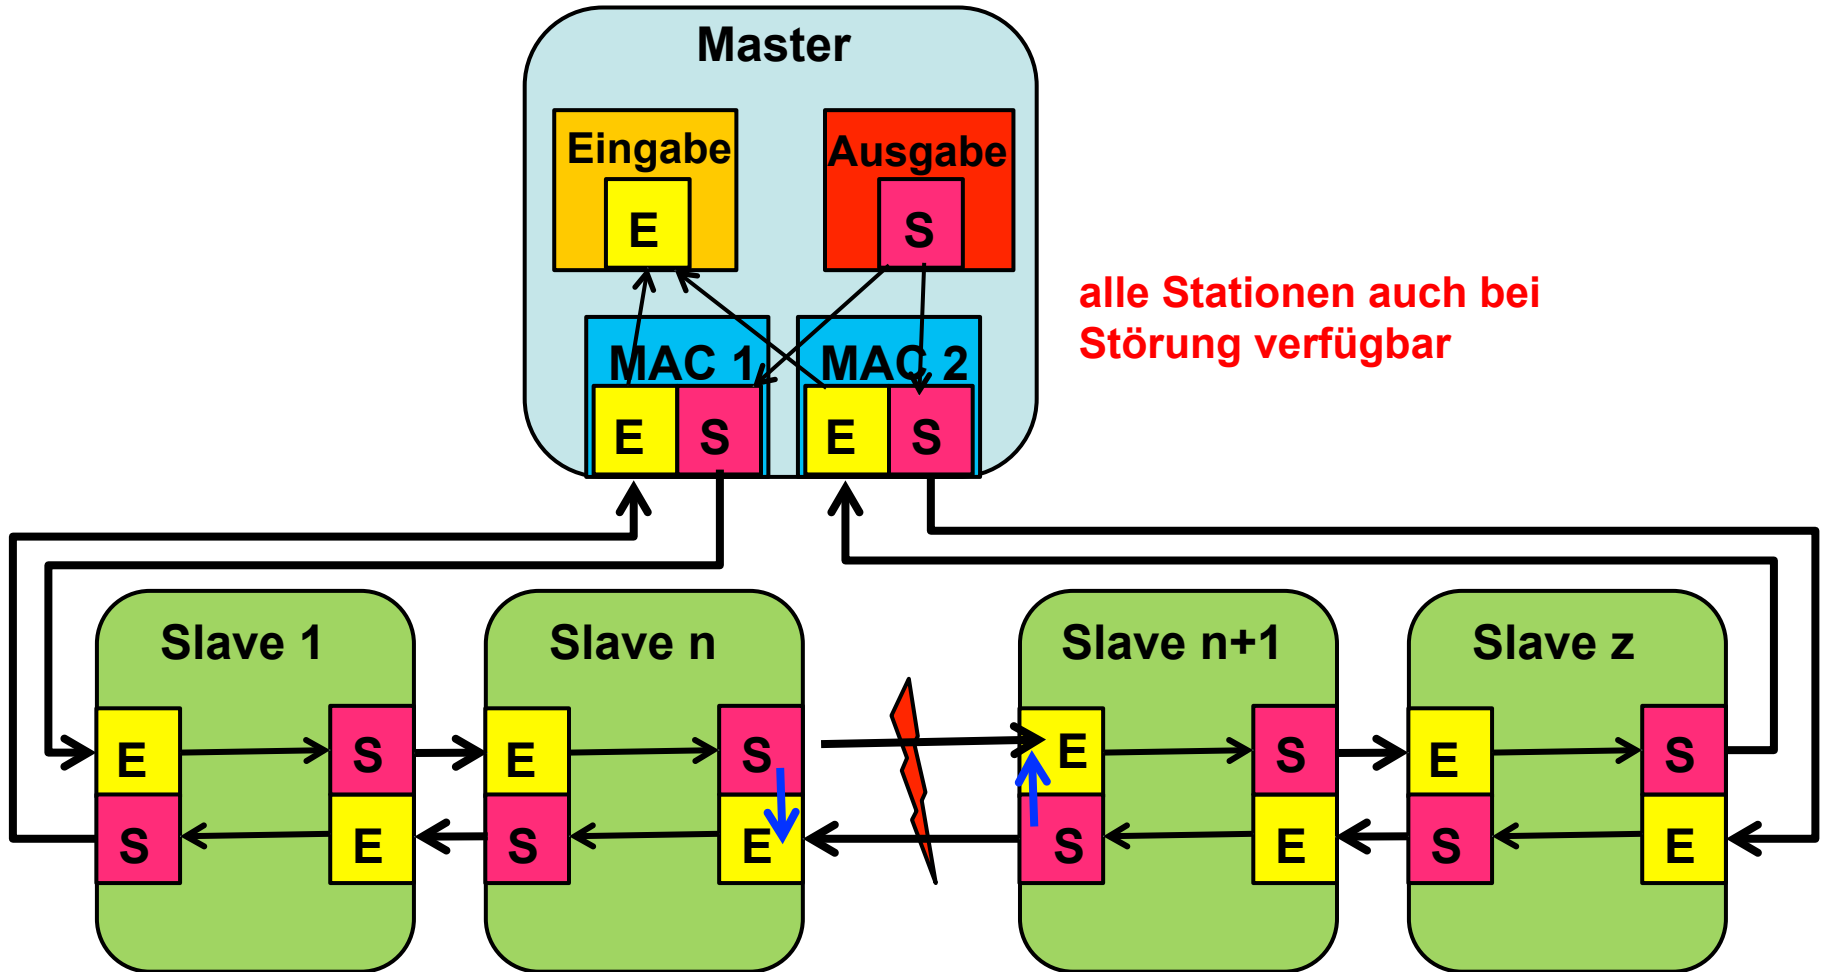 Master
Eingabe
Ausgabe
E
S
alle Stationen auch bei
Störung verfügbar
MAC 1
MAC 2
E S
E S
Slave 1
Slave n
Slave n+1
Slave z
E S E S E S E S
S E S E S E S E